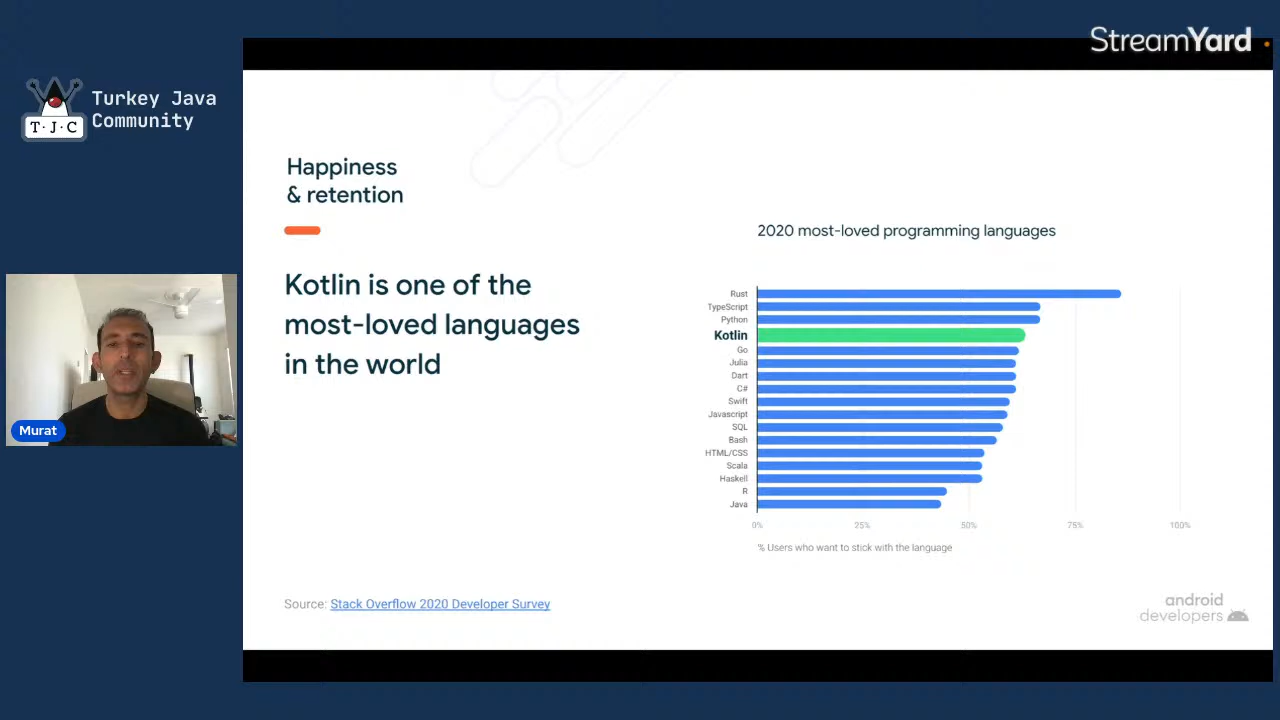 StreamYard
T·J·C
Turkey Java
Community
Happiness
& retention
Kotlin is one of the
most-loved languages
in the world
2020 most-loved programming languages
Rust
TypeScript
Python
Kotlin
Go
Julia
Dart
C#
Swift
Javascript
SQL
Bash
HTML/CSS
Scala
Haskell
R
Java
0% 25% 50% 75% 100%
% Users who want to stick with the language
Murat
Source: Stack Overflow 2020 Developer Survey
android
developers